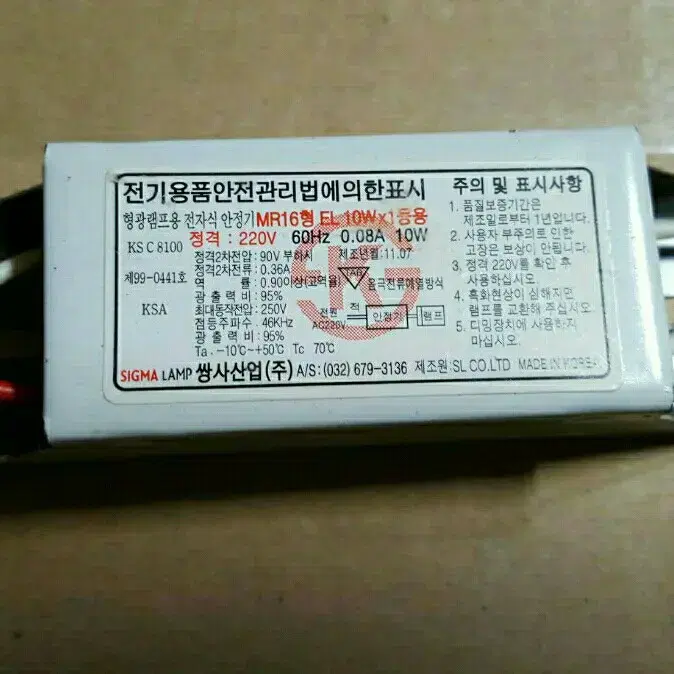 전기용품안전관리법에의한표시
형광램프용 전자식 안정기 MR16형 EL 10W×1등용
KS C 8100
제99-0441호
KSA
정격 : 220V 60Hz 0.08A 10W
정격2차전압 : 90V 부하시 제조년월 : 11.07
정격2차전류 : 0.36A
역 률 : 0.90이상(고역율) 음극전류예열방식
광 출 력 비 : 95%
최대동작전압 : 250V
점등주파수 : 46KHz
광 출 력 비 : 95%
Ta : -10℃~+50℃ Tc 70℃
전원 적 안정기 램프
AC220V
주의 및 표시사항
1. 품질보증기간은
제조일로부터 1년입니다.
2. 사용자 부주의로 인한
고장은 보상이 안됩니다.
3. 정격 220V를 확인 후
사용하십시오
4. 흑화현상이 심해지면
램프를 교환해 주십시오
5. 디밍장치에 사용하지
마십시오.
SIGMA LAMP 쌍사산업(주) A/S : (032) 679-3136 제조원 : SL CO.LTD MADE IN KOREA